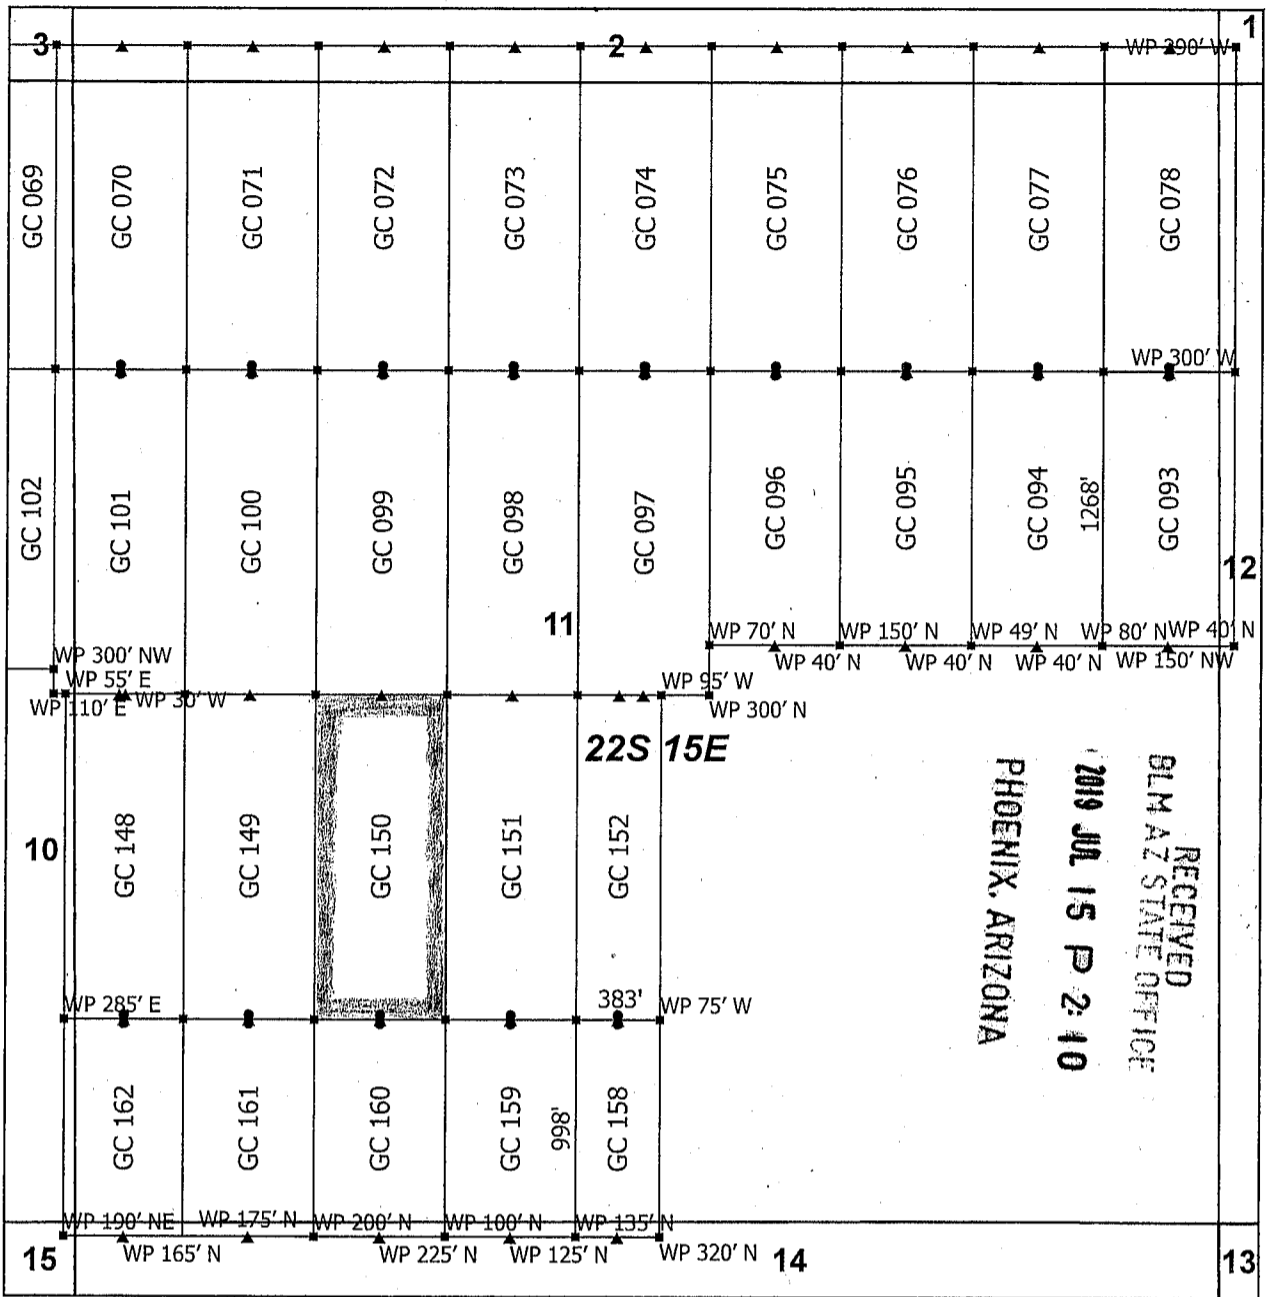 3
2
1
WP 290' W
GC 069
GC 070
GC 071
GC 072
GC 073
GC 074
GC 075
GC 076
GC 077
GC 078
WP 300' W
GC 102
GC 101
GC 100
GC 099
GC 098
GC 097
GC 096
GC 095
GC 094
1268'
GC 093
12
11
WP 70' N
WP 150' N
WP 49' N
WP 80' N
WP 40' N
WP 40' N
WP 40' N
WP 40' N
WP 150' NW
WP 300' NW
WP 55' E
WP 110' E
WP 30' W
WP 95' W
WP 300' N
22S 15E
10
GC 148
GC 149
GC 150
GC 151
GC 152
RECEIVED
BLM AZ STATE OFFICE
2019 JUL 15 P 2:10
PHOENIX, ARIZONA
WP 285' E
383'
WP 75' W
GC 162
GC 161
GC 160
GC 159
998'
GC 158
WP 190' NE
WP 175' N
WP 200' N
WP 100' N
WP 135' N
WP 165' N
WP 225' N
WP 125' N
WP 320' N
15
14
13